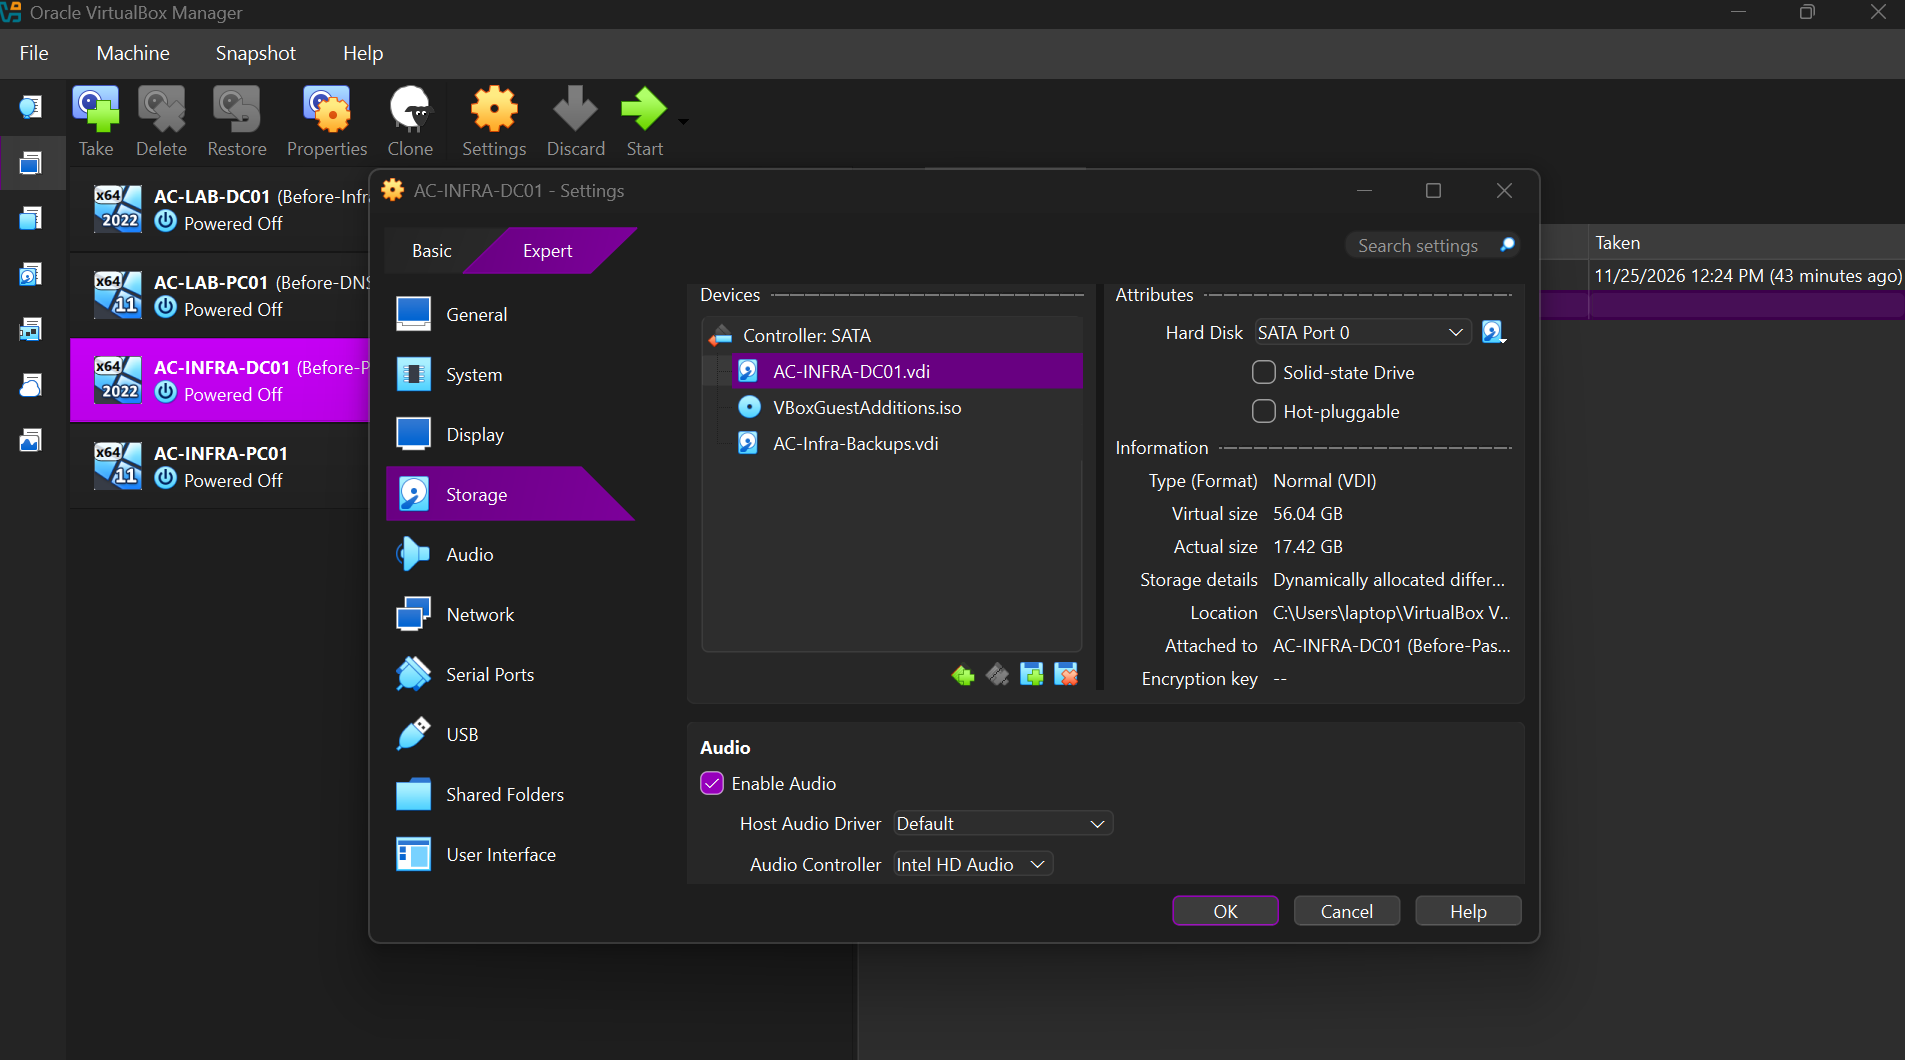 Oracle VirtualBox Manager
File Machine Snapshot Help
Take Delete Restore Properties Clone Settings Discard Start
x64 2022 AC-LAB-DC01 (Before-Infr
Powered Off
x64 11 AC-LAB-PC01 (Before-DNS
Powered Off
x64 2022 AC-INFRA-DC01 (Before-P
Powered Off
x64 11 AC-INFRA-PC01
Powered Off
Taken
11/25/2026 12:24 PM (43 minutes ago)
AC-INFRA-DC01 - Settings
Basic Expert
Search settings
General
System
Display
Storage
Audio
Network
Serial Ports
USB
Shared Folders
User Interface
Devices
Controller: SATA
AC-INFRA-DC01.vdi
VBoxGuestAdditions.iso
AC-Infra-Backups.vdi
Attributes
Hard Disk SATA Port 0
Solid-state Drive
Hot-pluggable
Information
Type (Format) Normal (VDI)
Virtual size 56.04 GB
Actual size 17.42 GB
Storage details Dynamically allocated differ...
Location C:\Users\laptop\VirtualBox V...
Attached to AC-INFRA-DC01 (Before-Pas...
Encryption key --
Audio
Enable Audio
Host Audio Driver Default
Audio Controller Intel HD Audio
OK Cancel Help